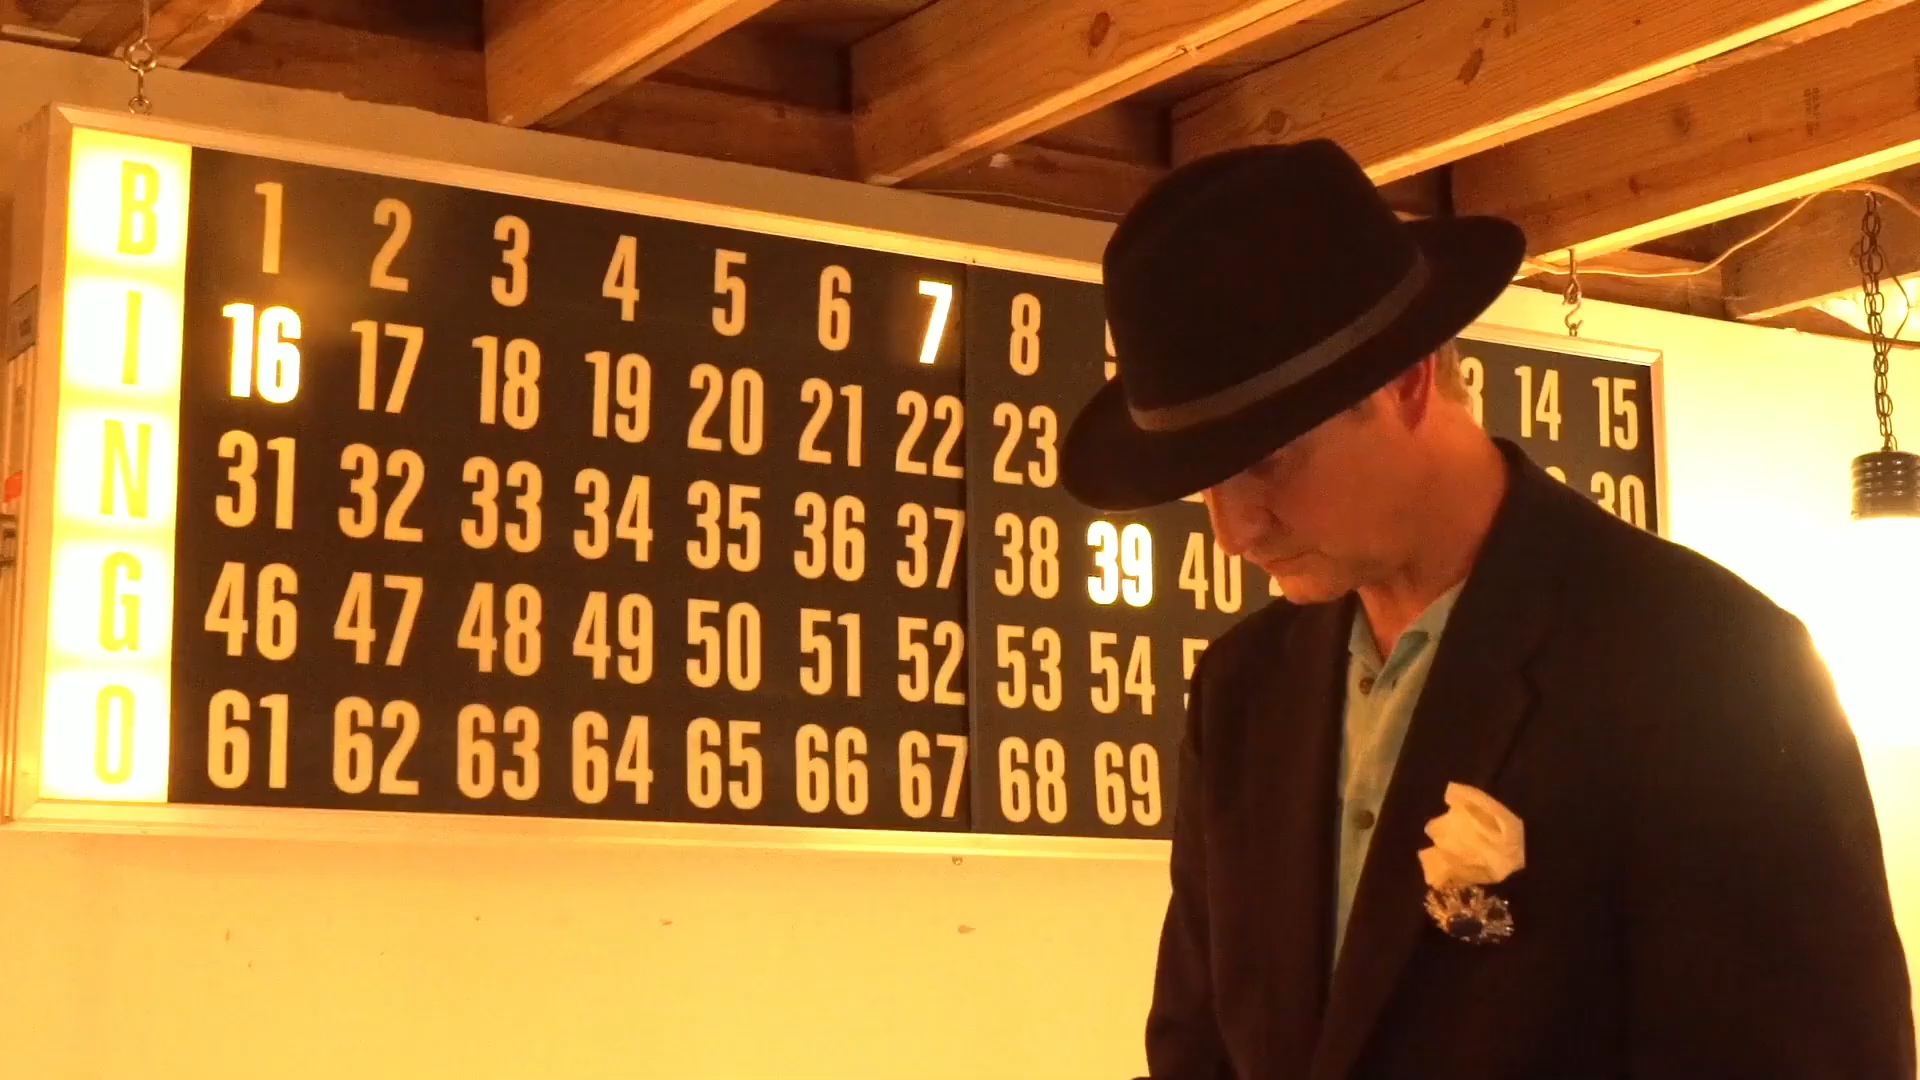 B 1 2 3 4 5 6 7 8 14 15
I 16 17 18 19 20 21 22 23 30
N 31 32 33 34 35 36 37 38 39 40
G 46 47 48 49 50 51 52 53 54
O 61 62 63 64 65 66 67 68 69